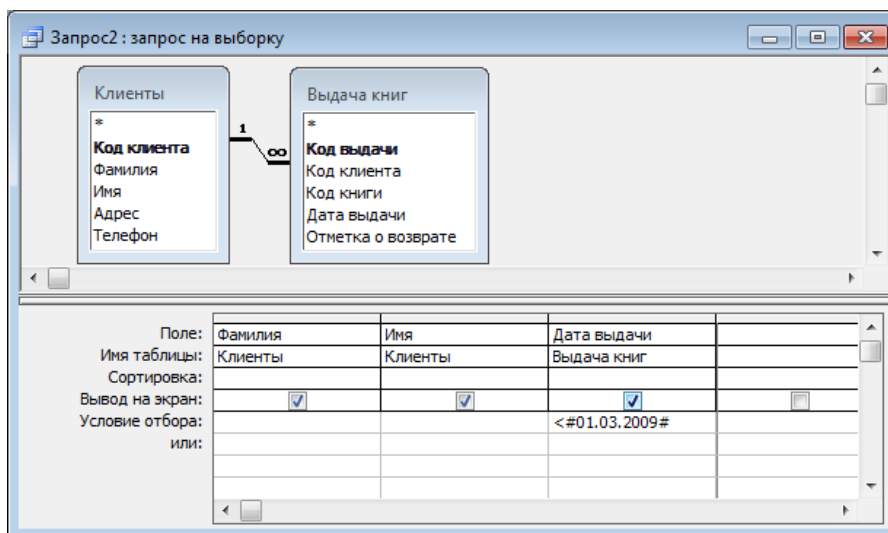 Запрос2 : запрос на выборку
Клиенты
*
Код клиента
Фамилия
Имя
Адрес
Телефон
1
∞
Выдача книг
*
Код выдачи
Код клиента
Код книги
Дата выдачи
Отметка о возврате
Поле: Фамилия Имя Дата выдачи
Имя таблицы: Клиенты Клиенты Выдача книг
Сортировка:
Вывод на экран:
Условие отбора: <#01.03.2009#
или: